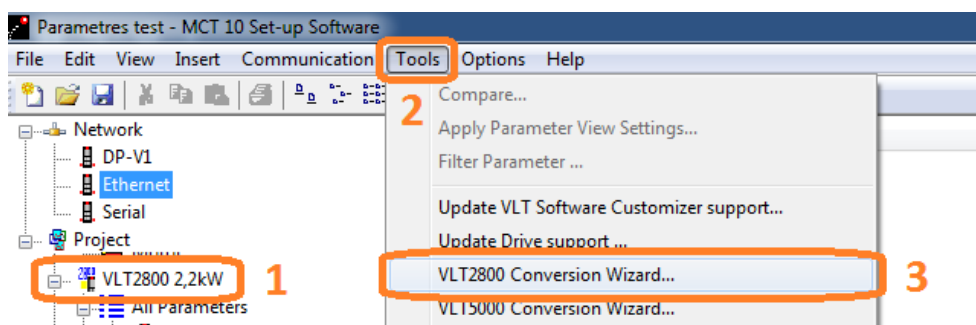 Parametres test - MCT 10 Set-up Software
File Edit View Insert Communication Tools Options Help
2
Compare...
Apply Parameter View Settings...
Filter Parameter ...
Update VLT Software Customizer support...
Update Drive support ...
VLT2800 Conversion Wizard...
3
VLT5000 Conversion Wizard...
Network
DP-V1
Ethernet
Serial
Project
VLT2800 2,2kW
1
All Parameters